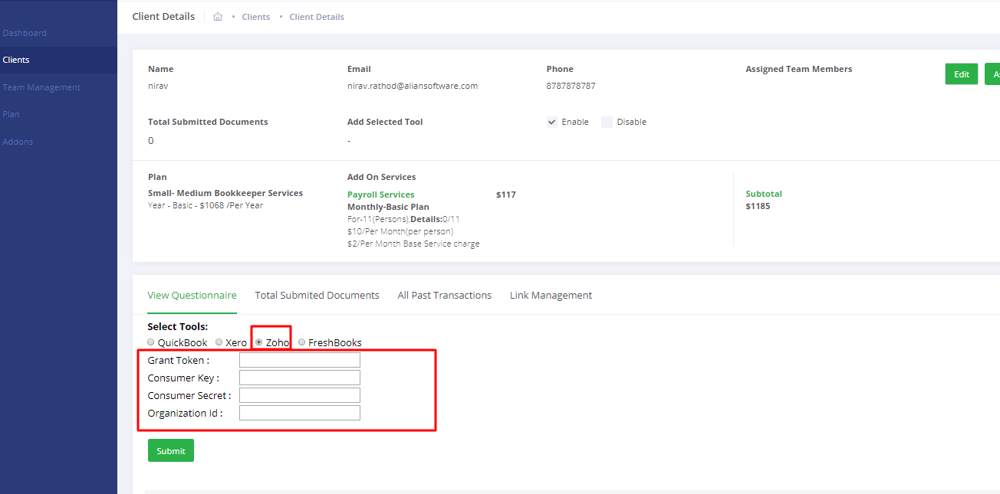 Client Details • Clients • Client Details
Dashboard
Clients
Team Management
Plan
Addons
Name
nirav
Email
nirav.rathod@aliansoftware.com
Phone
8787878787
Assigned Team Members
Edit
Total Submitted Documents
0
Add Selected Tool
-
Enable Disable
Plan
Small- Medium Bookkeeper Services
Year - Basic - $1068 /Per Year
Add On Services
Payroll Services $117
Monthly-Basic Plan
For-11(Persons),Details:0/11
$10/Per Month(per person)
$2/Per Month Base Service charge
Subtotal
$1185
View Questionnaire Total Submited Documents All Past Transactions Link Management
Select Tools:
QuickBook Xero Zoho FreshBooks
Grant Token :
Consumer Key :
Consumer Secret :
Organization Id :
Submit